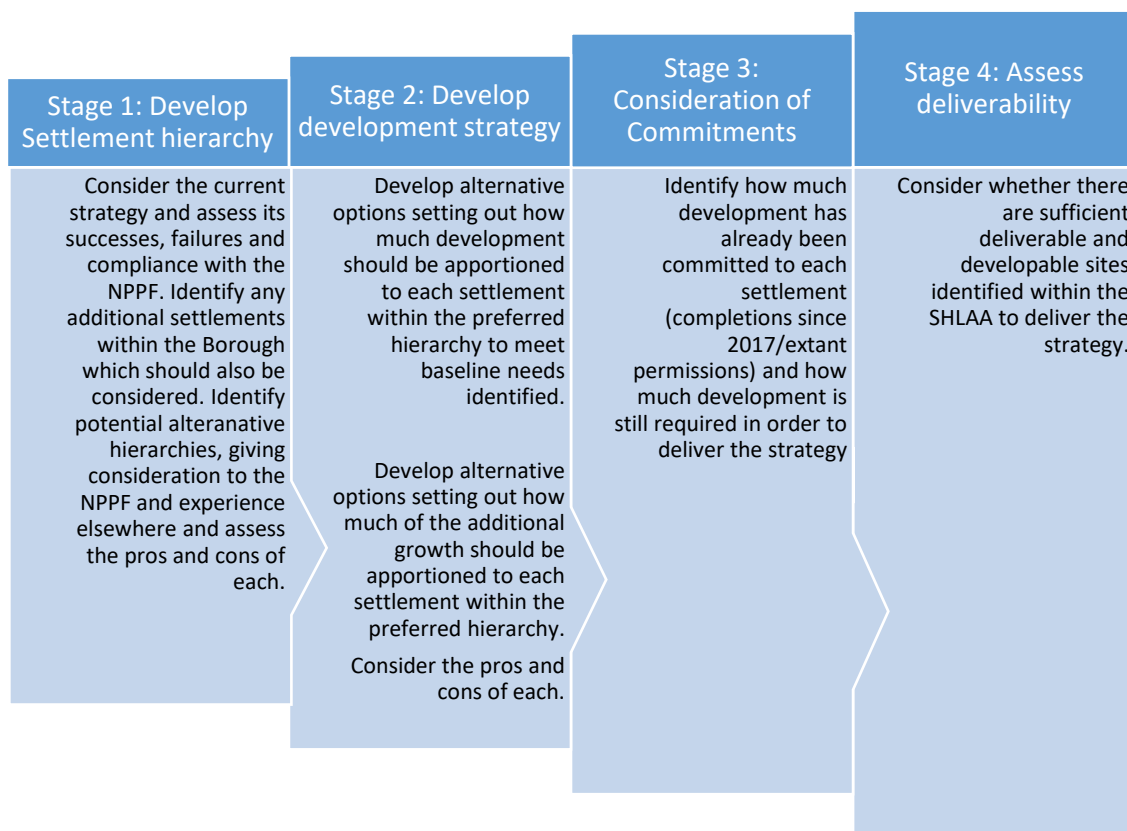 Stage 1: Develop
Settlement hierarchy
Consider the current
strategy and assess its
successes, failures and
compliance with the
NPPF. Identify any
additional settlements
within the Borough
which should also be
considered. Identify
potential alteranative
hierarchies, giving
consideration to the
NPPF and experience
elsewhere and assess
the pros and cons of
each.
Stage 2: Develop
development strategy
Develop alternative
options setting out how
much development
should be apportioned
to each settlement
within the preferred
hierarchy to meet
baseline needs
identified.
Develop alternative
options setting out how
much of the additional
growth should be
apportioned to each
settlement within the
preferred hierarchy.
Consider the pros and
cons of each.
Stage 3:
Consideration of
Commitments
Identify how much
development has
already been
committed to each
settlement
(completions since
2017/extant
permissions) and how
much development is
still required in order to
deliver the strategy
Stage 4: Assess
deliverability
Consider whether there
are sufficient
deliverable and
developable sites
identified within the
SHLAA to deliver the
strategy.